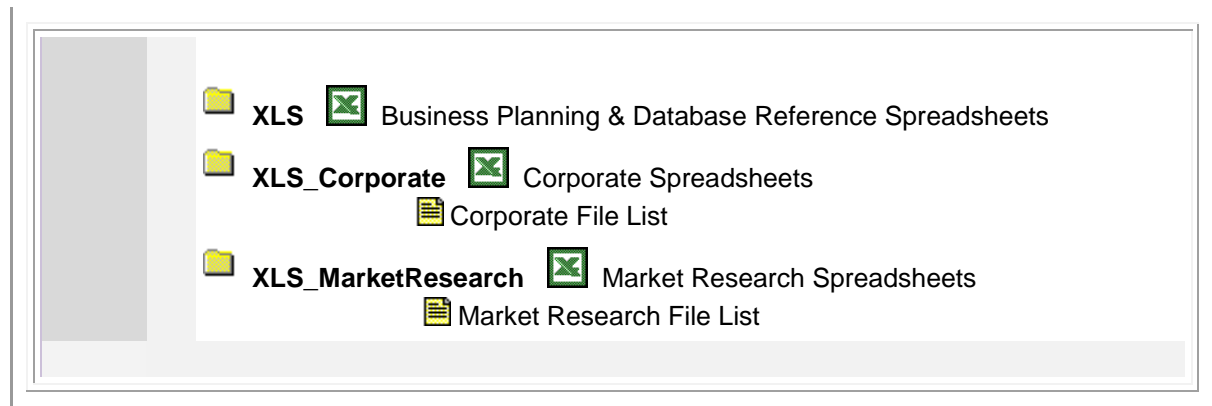 XLS Business Planning & Database Reference Spreadsheets
XLS_Corporate Corporate Spreadsheets
Corporate File List
XLS_MarketResearch Market Research Spreadsheets
Market Research File List